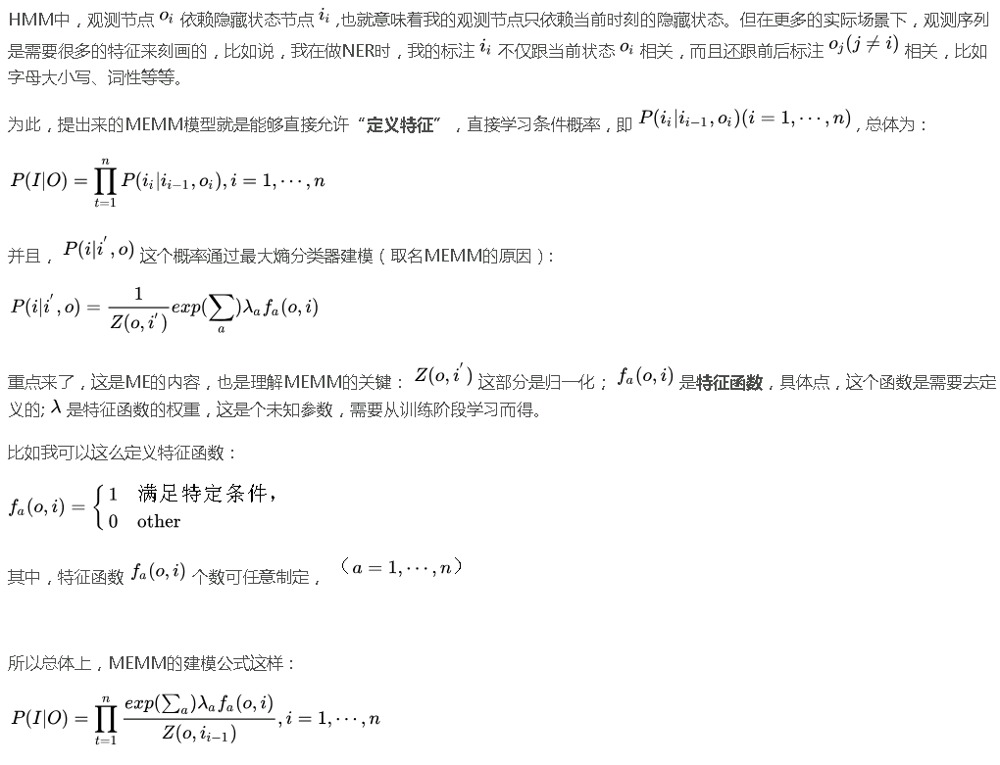 HMM中，观测节点 $o_i$ 依赖隐藏状态节点 $i_i$ ,也就意味着我的观测节点只依赖当前时刻的隐藏状态。但在更多的实际场景下，观测序列
是需要很多的特征来刻画的，比如说，我在做NER时，我的标注 $i_i$ 不仅跟当前状态 $o_i$ 相关，而且还跟前后标注 $o_j(j \neq i)$ 相关，比如
字母大小写、词性等等。
为此，提出来的MEMM模型就是能够直接允许“定义特征”，直接学习条件概率，即 $P(i_i|i_{i-1}, o_i)(i = 1, \cdots, n)$ , 总体为：
$P(I|O) = \prod_{t=1}^{n} P(i_i|i_{i-1}, o_i), i = 1, \cdots, n$
并且， $P(i|i^{'}, o)$ 这个概率通过最大熵分类器建模（取名MEMM的原因）:
$P(i|i^{'}, o) = \frac{1}{Z(o, i^{'})} exp(\sum_{a}) \lambda_a f_a(o, i)$
重点来了，这是ME的内容，也是理解MEMM的关键： $Z(o, i^{'})$ 这部分是归一化； $f_a(o, i)$ 是特征函数，具体点，这个函数是需要去定
义的; $\lambda$ 是特征函数的权重，这是个未知参数，需要从训练阶段学习而得。
比如我可以这么定义特征函数：
$f_a(o, i) = \begin{cases} 1 & \text{满足特定条件，} \\ 0 & \text{other} \end{cases}$
其中，特征函数 $f_a(o, i)$ 个数可任意制定， $（a = 1, \cdots, n）$
所以总体上，MEMM的建模公式这样：
$P(I|O) = \prod_{t=1}^{n} \frac{exp(\sum_{a}) \lambda_a f_a(o, i)}{Z(o, i_{i-1})}, i = 1, \cdots, n$